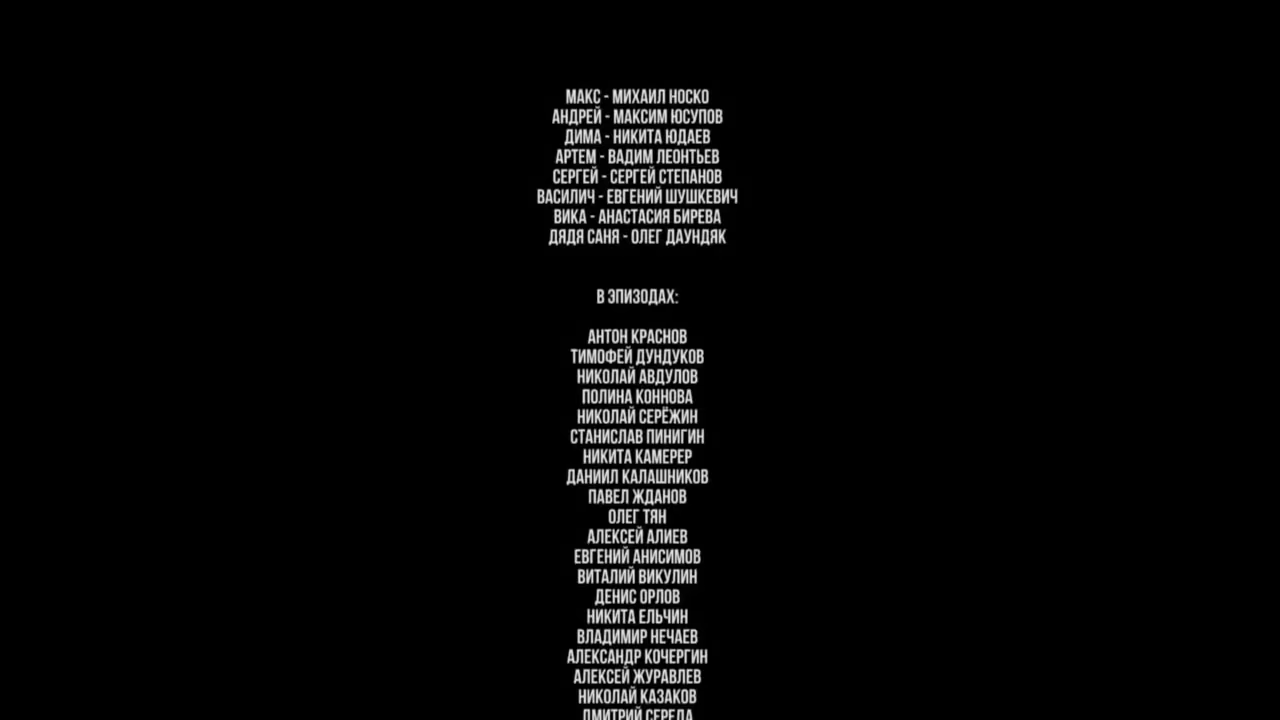 МАКС - МИХАИЛ НОСКО
АНДРЕЙ - МАКСИМ ЮСУПОВ
ДИМА - НИКИТА ЮДАЕВ
АРТЕМ - ВАДИМ ЛЕОНТЬЕВ
СЕРГЕЙ - СЕРГЕЙ СТЕПАНОВ
ВАСИЛИЧ - ЕВГЕНИЙ ШУШКЕВИЧ
ВИКА - АНАСТАСИЯ БИРЕВА
ДЯДЯ САНЯ - ОЛЕГ ДАУНДЯК
В ЭПИЗОДАХ:
АНТОН КРАСНОВ
ТИМОФЕЙ ДУНДУКОВ
НИКОЛАЙ АВДУЛОВ
ПОЛИНА КОННОВА
НИКОЛАЙ СЕРЁЖИН
СТАНИСЛАВ ПИНИГИН
НИКИТА КАМЕРЕР
ДАНИИЛ КАЛАШНИКОВ
ПАВЕЛ ЖДАНОВ
ОЛЕГ ТЯН
АЛЕКСЕЙ АЛИЕВ
ЕВГЕНИЙ АНИСИМОВ
ВИТАЛИЙ ВИКУЛИН
ДЕНИС ОРЛОВ
НИКИТА ЕЛЬЧИН
ВЛАДИМИР НЕЧАЕВ
АЛЕКСАНДР КОЧЕРГИН
АЛЕКСЕЙ ЖУРАВЛЕВ
НИКОЛАЙ КАЗАКОВ
ДМИТРИЙ СЕРЕДА